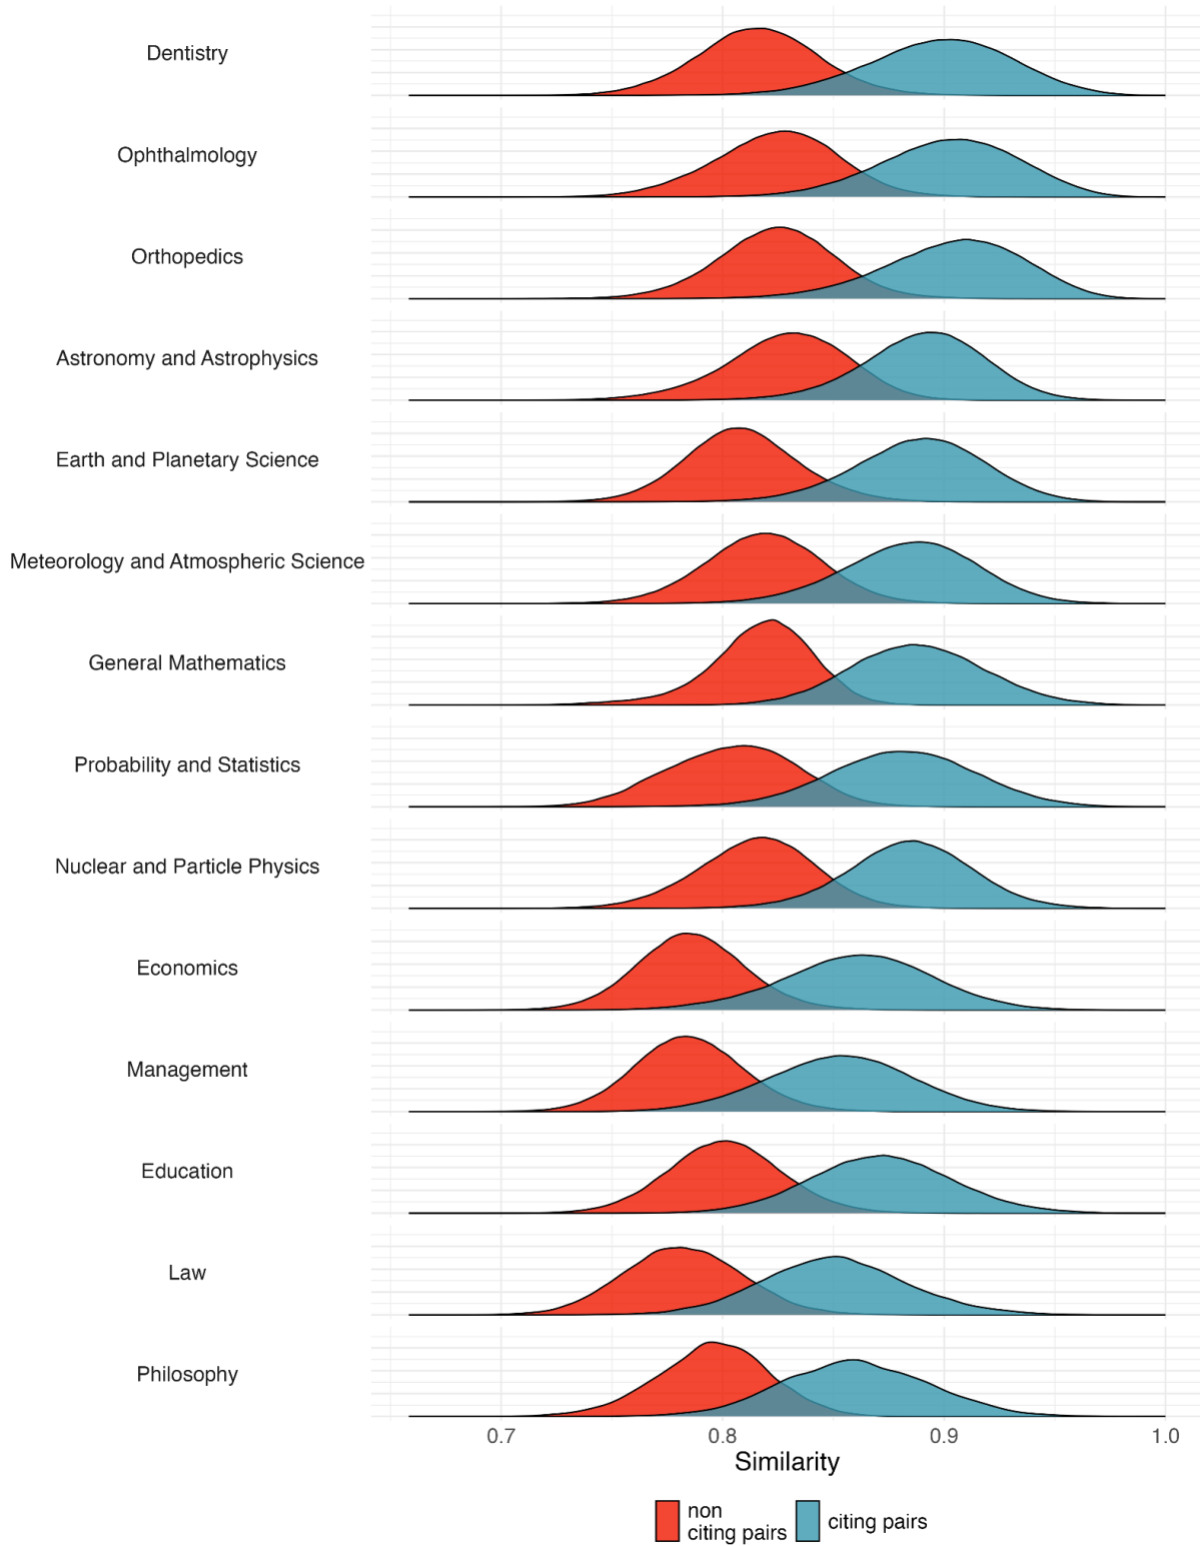 Dentistry
Ophthalmology
Orthopedics
Astronomy and Astrophysics
Earth and Planetary Science
Meteorology and Atmospheric Science
General Mathematics
Probability and Statistics
Nuclear and Particle Physics
Economics
Management
Education
Law
Philosophy
0.7 0.8 0.9 1.0
Similarity
non
citing pairs
citing pairs